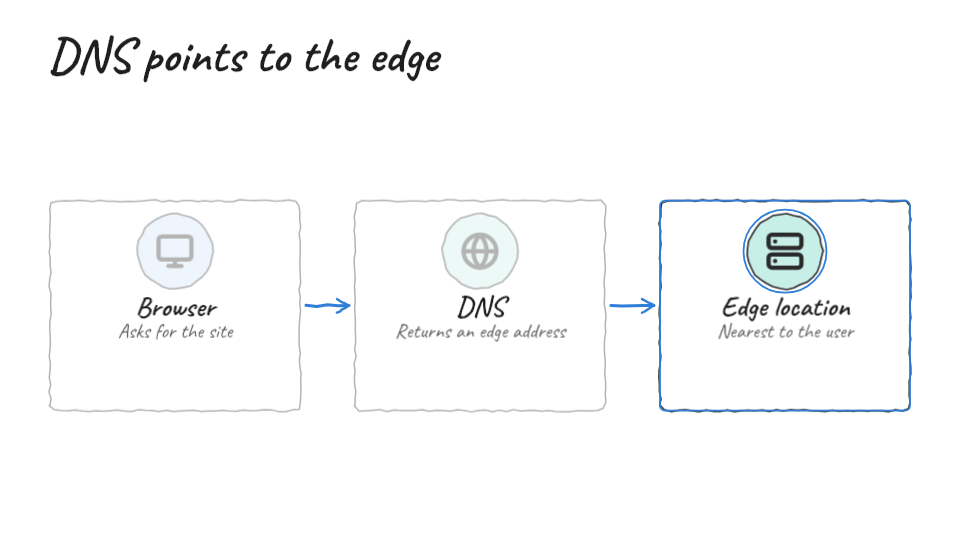 DNS points to the edge
Browser
Asks for the site
DNS
Returns an edge address
Edge location
Nearest to the user